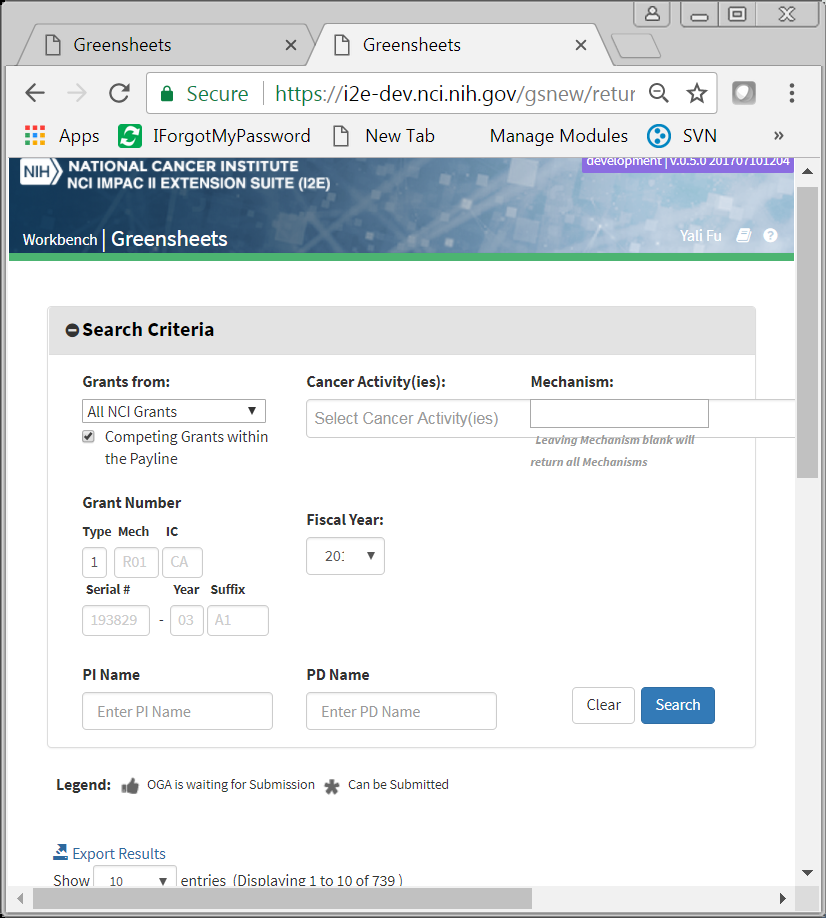 Greensheets
Greensheets
Secure
https://i2e-dev.nci.nih.gov/gsnew/retur
Apps
IForgotMyPassword
New Tab
Manage Modules
SVN
»
NIH
NATIONAL CANCER INSTITUTE
NCI IMPAC II EXTENSION SUITE (I2E)
development | v.0.5.0 201707101204
Workbench | Greensheets
Yali Fu
Search Criteria
Grants from:
Cancer Activity(ies):
Mechanism:
All NCI Grants
Select Cancer Activity(ies)
Competing Grants within
the Payline
Leaving Mechanism blank will
return all Mechanisms
Grant Number
Fiscal Year:
Type Mech IC
1 R01 CA
Serial # Year Suffix
193829 - 03 A1
PI Name
PD Name
Enter PI Name
Enter PD Name
Clear
Search
Legend: OGA is waiting for Submission Can be Submitted
Export Results
Show 10 entries (Displaying 1 to 10 of 739 )